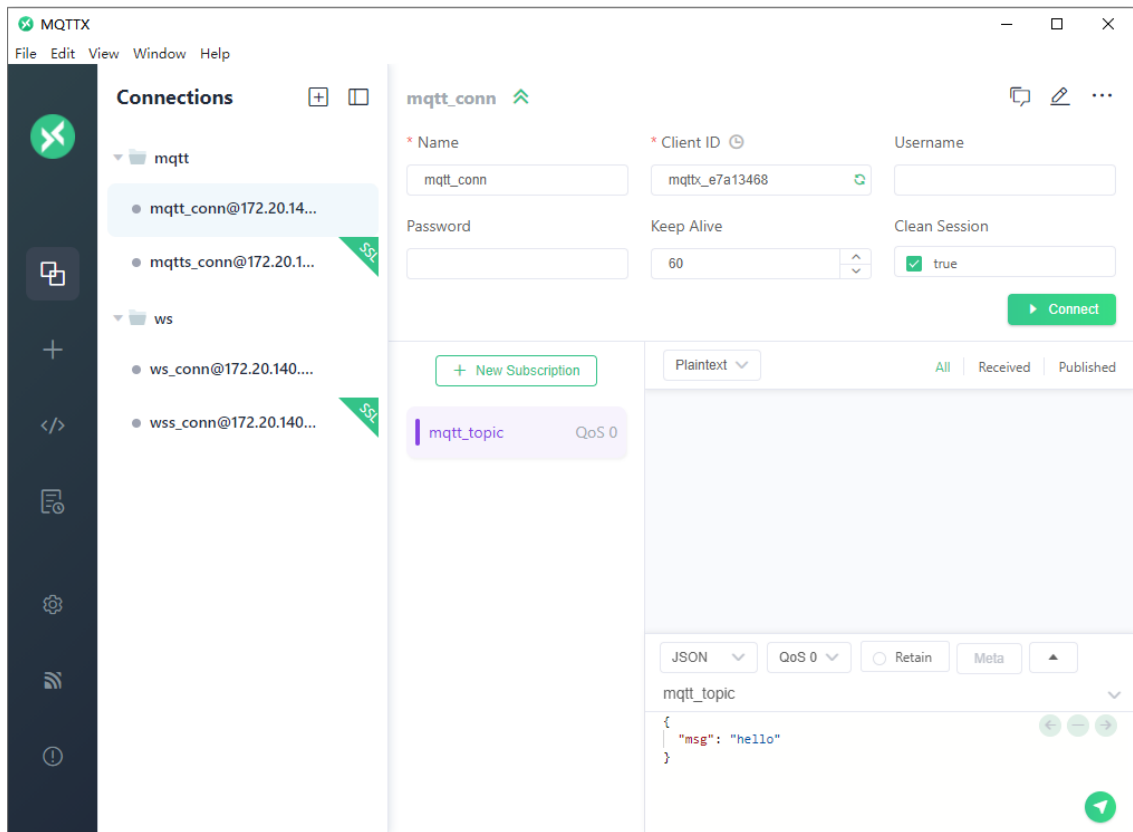 MQTTX
File Edit View Window Help
Connections
mqtt
mqtt_conn@172.20.14...
mqtts_conn@172.20.1...
SSL
ws
ws_conn@172.20.140....
wss_conn@172.20.140...
SSL
mqtt_conn
* Name
* Client ID
Username
mqtt_conn
mqttx_e7a13468
Password
Keep Alive
Clean Session
60
true
Connect
+ New Subscription
mqtt_topic QoS 0
Plaintext
All Received Published
JSON QoS 0 Retain Meta
mqtt_topic
{
"msg": "hello"
}